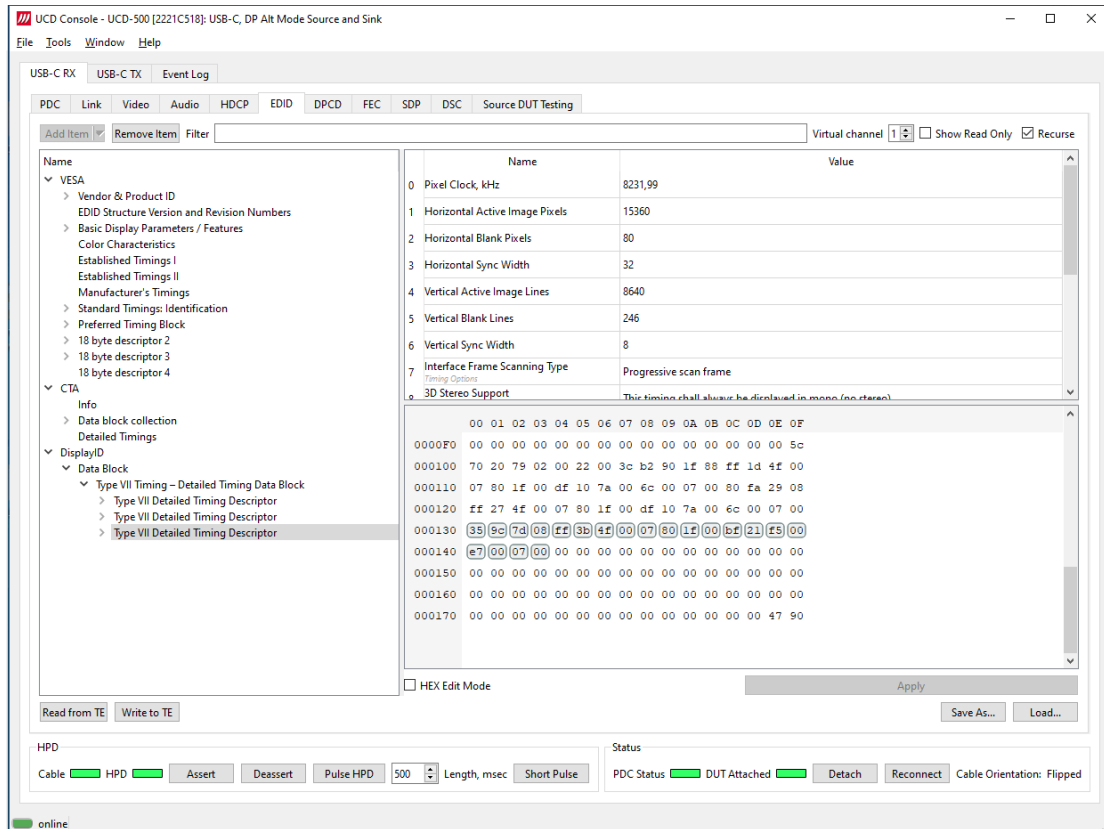 UCD Console - UCD-500 [2221C518]: USB-C, DP Alt Mode Source and Sink
File Tools Window Help
USB-C RX USB-C TX Event Log
PDC Link Video Audio HDCP EDID DPCD FEC SDP DSC Source DUT Testing
Add Item Remove Item Filter Virtual channel 1 Show Read Only Recurse
Name
VESA
Vendor & Product ID
EDID Structure Version and Revision Numbers
Basic Display Parameters / Features
Color Characteristics
Established Timings I
Established Timings II
Manufacturer's Timings
Standard Timings: Identification
Preferred Timing Block
18 byte descriptor 2
18 byte descriptor 3
18 byte descriptor 4
CTA
Info
Data block collection
Detailed Timings
DisplayID
Data Block
Type VII Timing – Detailed Timing Data Block
Type VII Detailed Timing Descriptor
Type VII Detailed Timing Descriptor
Type VII Detailed Timing Descriptor
Name Value
0 Pixel Clock, kHz 8231,99
1 Horizontal Active Image Pixels 15360
2 Horizontal Blank Pixels 80
3 Horizontal Sync Width 32
4 Vertical Active Image Lines 8640
5 Vertical Blank Lines 246
6 Vertical Sync Width 8
7 Interface Frame Scanning Type Progressive scan frame
Timing Options
8 3D Stereo Support This timing shall always be displayed in mono (no stereo)
00 01 02 03 04 05 06 07 08 09 0A 0B 0C 0D 0E 0F
0000F0 00 00 00 00 00 00 00 00 00 00 00 00 00 00 00 5c
000100 70 20 79 02 00 22 00 3c b2 90 1f 88 ff 1d 4f 00
000110 07 80 1f 00 df 10 7a 00 6c 00 07 00 80 fa 29 08
000120 ff 27 4f 00 07 80 1f 00 df 10 7a 00 6c 00 07 00
000130 35 9c 7d 08 ff 3b 4f 00 07 80 1f 00 bf 21 f5 00
000140 e7 00 07 00 00 00 00 00 00 00 00 00 00 00 00 00
000150 00 00 00 00 00 00 00 00 00 00 00 00 00 00 00 00
000160 00 00 00 00 00 00 00 00 00 00 00 00 00 00 00 00
000170 00 00 00 00 00 00 00 00 00 00 00 00 00 00 47 90
HEX Edit Mode Apply
Read from TE Write to TE Save As... Load...
HPD Status
Cable HPD Assert Deassert Pulse HPD 500 Length, msec Short Pulse PDC Status DUT Attached Detach Reconnect Cable Orientation: Flipped
online